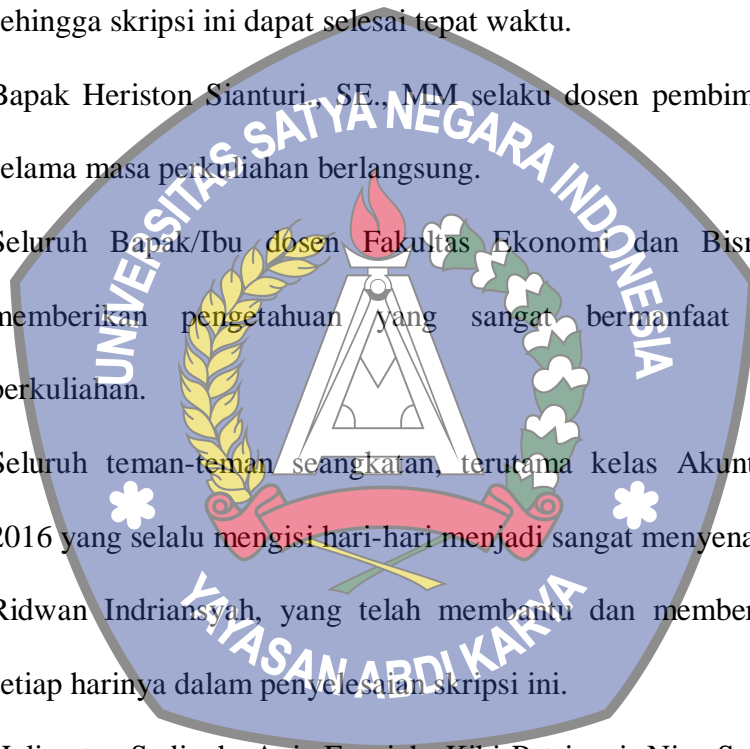 ehingga skripsi ini dapat selesai tepat waktu.
Bapak Heriston Sianturi., SE., MM selaku dosen pembim
elama masa perkuliahan berlangsung.
Seluruh Bapak/Ibu dosen Fakultas Ekonomi dan Bisn
memberikan pengetahuan yang sangat bermanfaat
perkuliahan.
Seluruh teman-teman seangkatan, terutama kelas Akunt
2016 yang selalu mengisi hari-hari menjadi sangat menyena
Ridwan Indriansyah, yang telah membantu dan member
etiap harinya dalam penyelesaian skripsi ini.
UNIVERSITAS SATYA NEGARA INDONESIA
YAYASAN ABDI KARYA